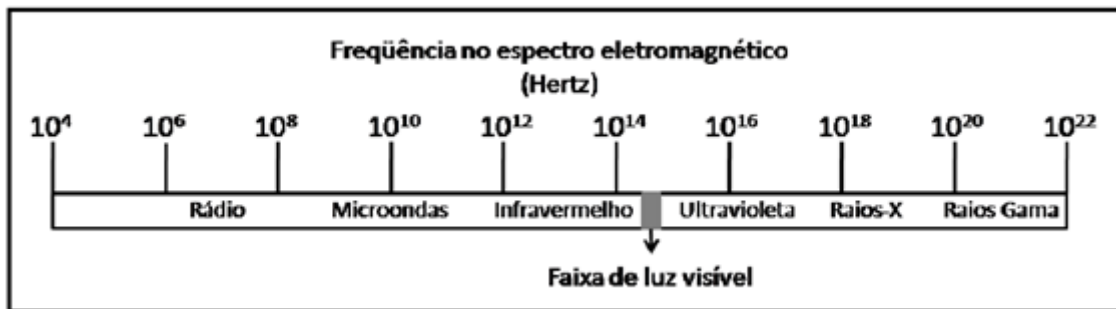 Freqüência no espectro eletromagnético
(Hertz)
10⁴ 10⁶ 10⁸ 10¹⁰ 10¹² 10¹⁴ 10¹⁶ 10¹⁸ 10²⁰ 10²²
Rádio Microondas Infravermelho Ultravioleta Raios-X Raios Gama
Faixa de luz visível